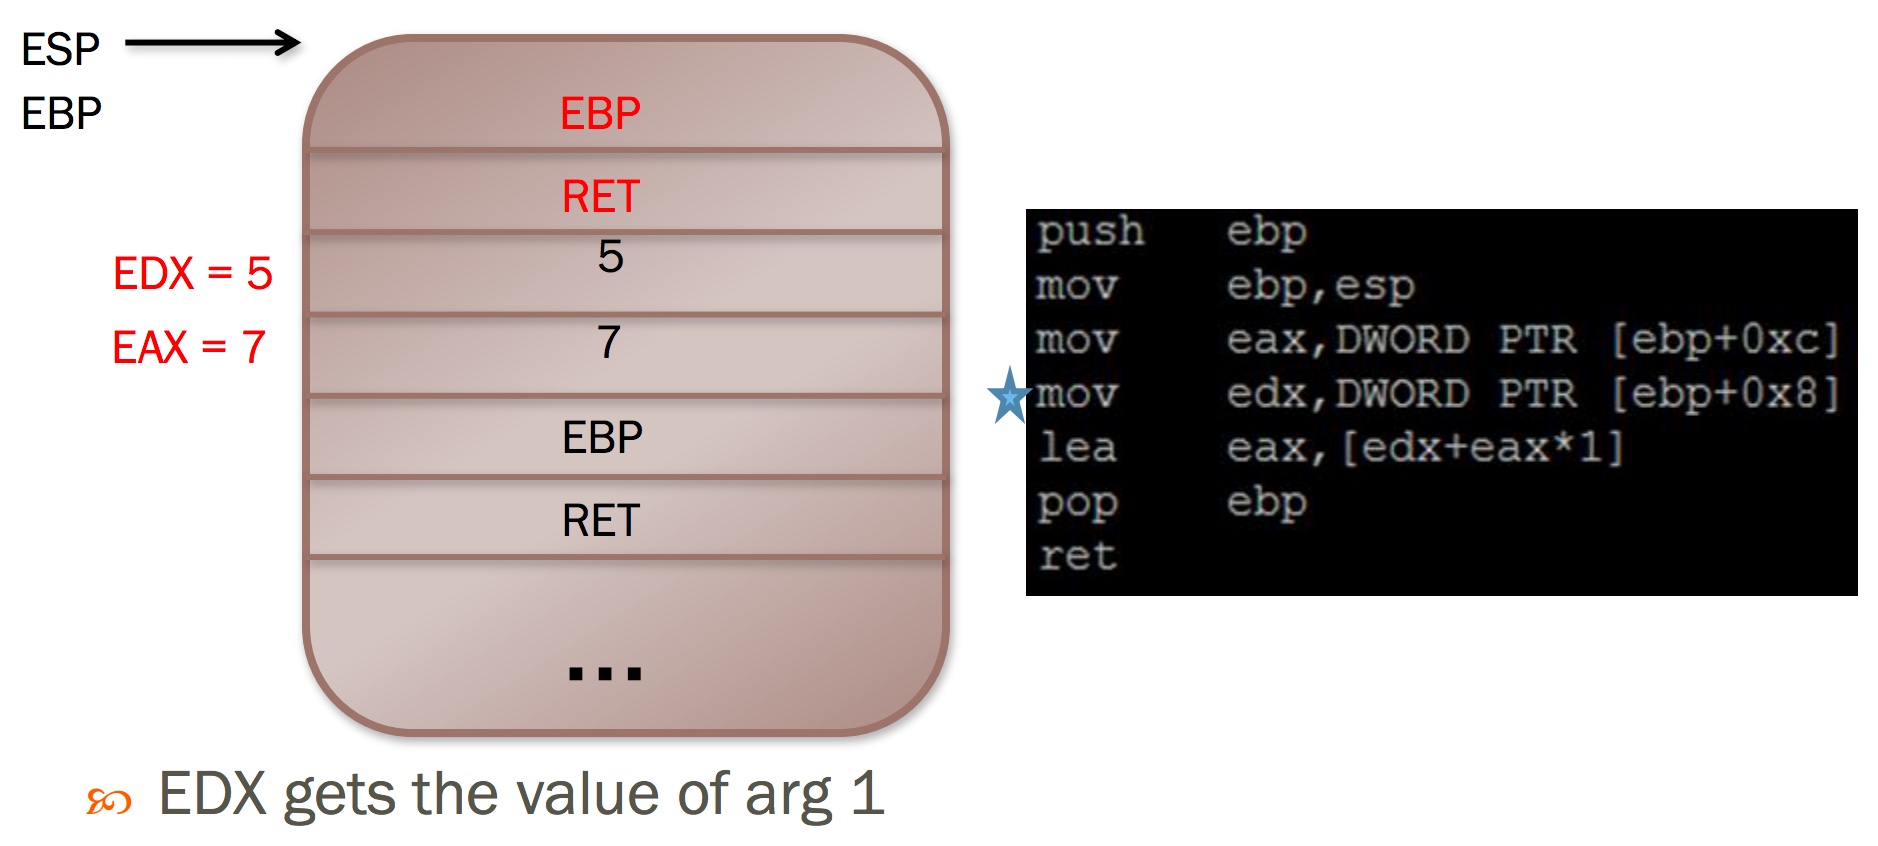 ESP
EBP
EBP
RET
EDX = 5
5
EAX = 7
7
EBP
RET
...
push ebp
mov ebp,esp
mov eax,DWORD PTR [ebp+0xc]
mov edx,DWORD PTR [ebp+0x8]
lea eax,[edx+eax*1]
pop ebp
ret
EDX gets the value of arg 1